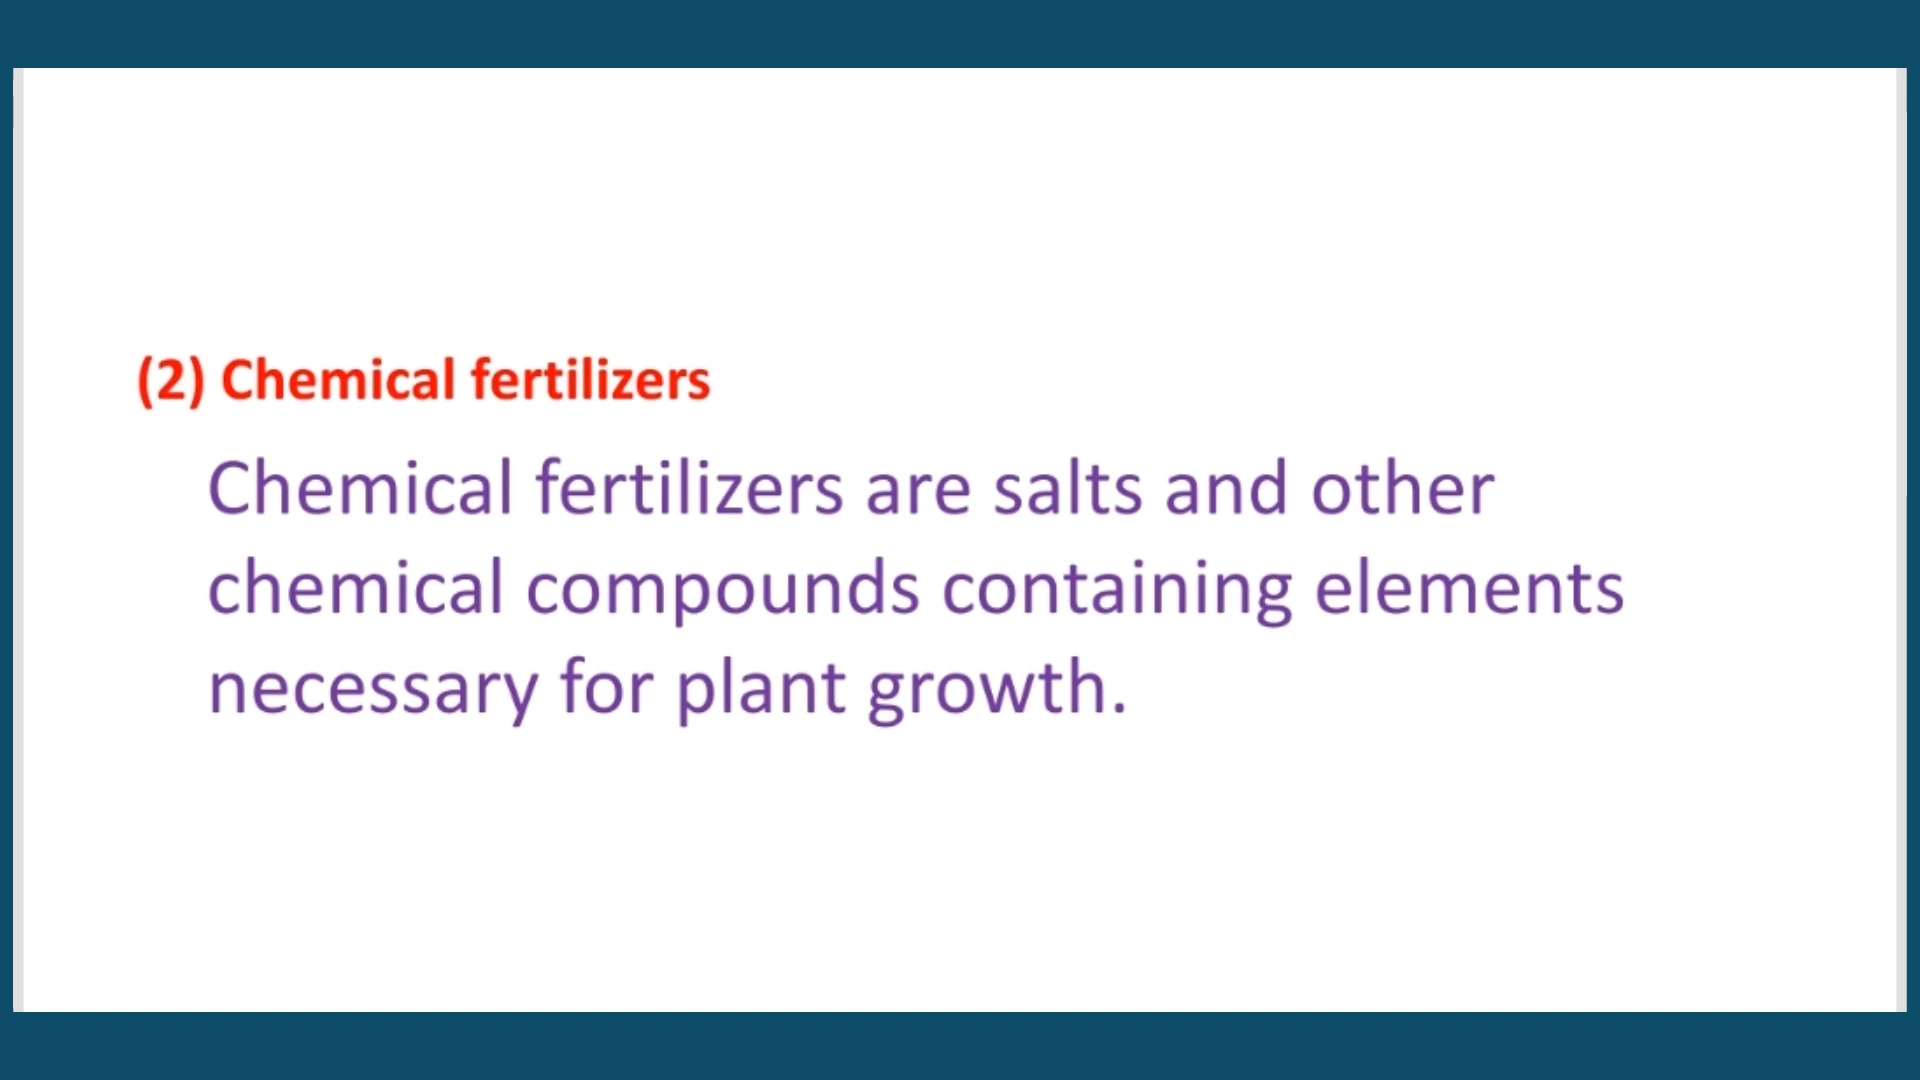 (2) Chemical fertilizers
Chemical fertilizers are salts and other
chemical compounds containing elements
necessary for plant growth.